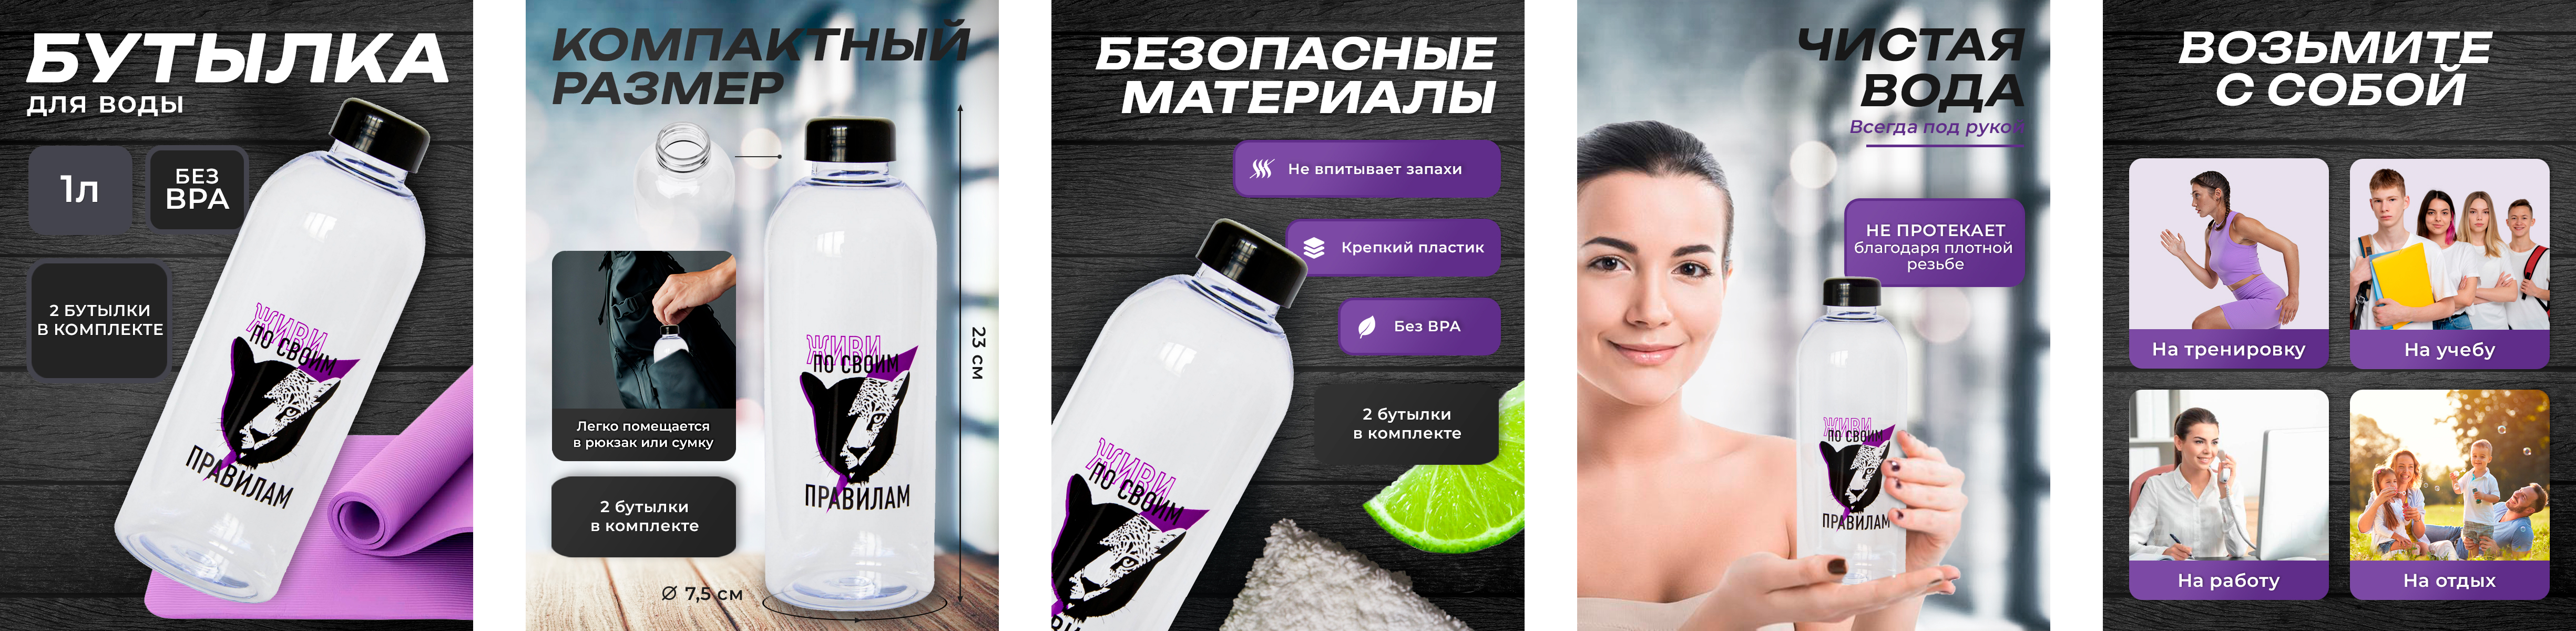 БУТЫЛКА
ДЛЯ ВОДЫ
1л
БЕЗ
BPA
2 БУТЫЛКИ
В КОМПЛЕКТЕ
ЖИВИ
ПО СВОИМ
ПРАВИЛАМ
КОМПАКТНЫЙ
РАЗМЕР
23 см
Легко помещается
в рюкзак или сумку
ЖИВИ
ПО СВОИМ
ПРАВИЛАМ
2 бутылки
в комплекте
Ø 7,5 см
БЕЗОПАСНЫЕ
МАТЕРИАЛЫ
Не впитывает запахи
Крепкий пластик
Без BPA
2 бутылки
в комплекте
ЖИВИ
ПО СВОИМ
ЧИСТАЯ
ВОДА
Всегда под рукой
НЕ ПРОТЕКАЕТ
благодаря плотной
резьбе
ЖИВИ
ПО СВОИМ
ПРАВИЛАМ
ВОЗЬМИТЕ
С СОБОЙ
На тренировку
На учебу
На работу
На отдых